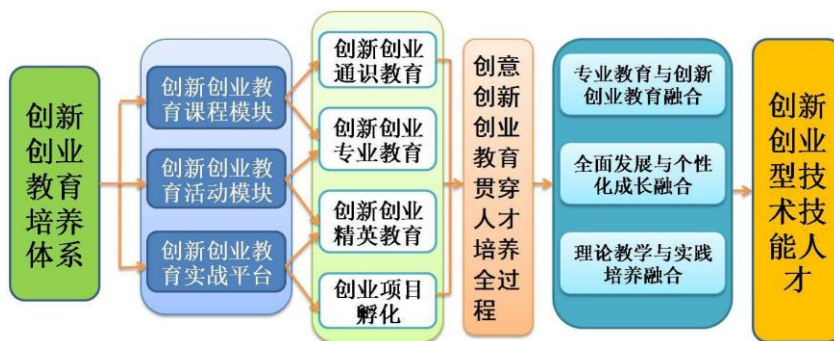 创新
创业
教育
培养
体系
创新创业教
育课程模块
创新创业教
育活动模块
创新创业教
育实战平台
创新创业
通识教育
创新创业
专业教育
创新创业
精英教育
创业项目
孵化
创意
创新
创业
教育
贯穿
人才
培养
全过
程
专业教育与创新
创业教育融合
全面发展与个性
化成长融合
理论教学与实践
培养融合
创新
创业
型技
术技
能人
才